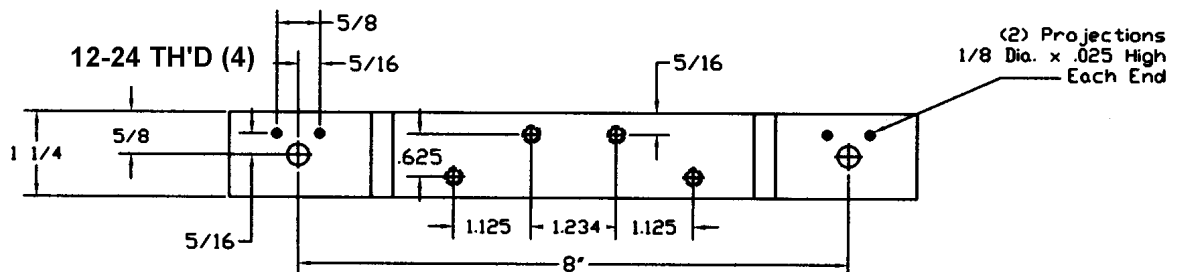 5/8
12-24 TH'D (4)
5/16
5/16
(2) Projections
1/8 Dia. x .025 High
Each End
5/8
1 1/4
.625
5/16
1.125
1.234
1.125
8"